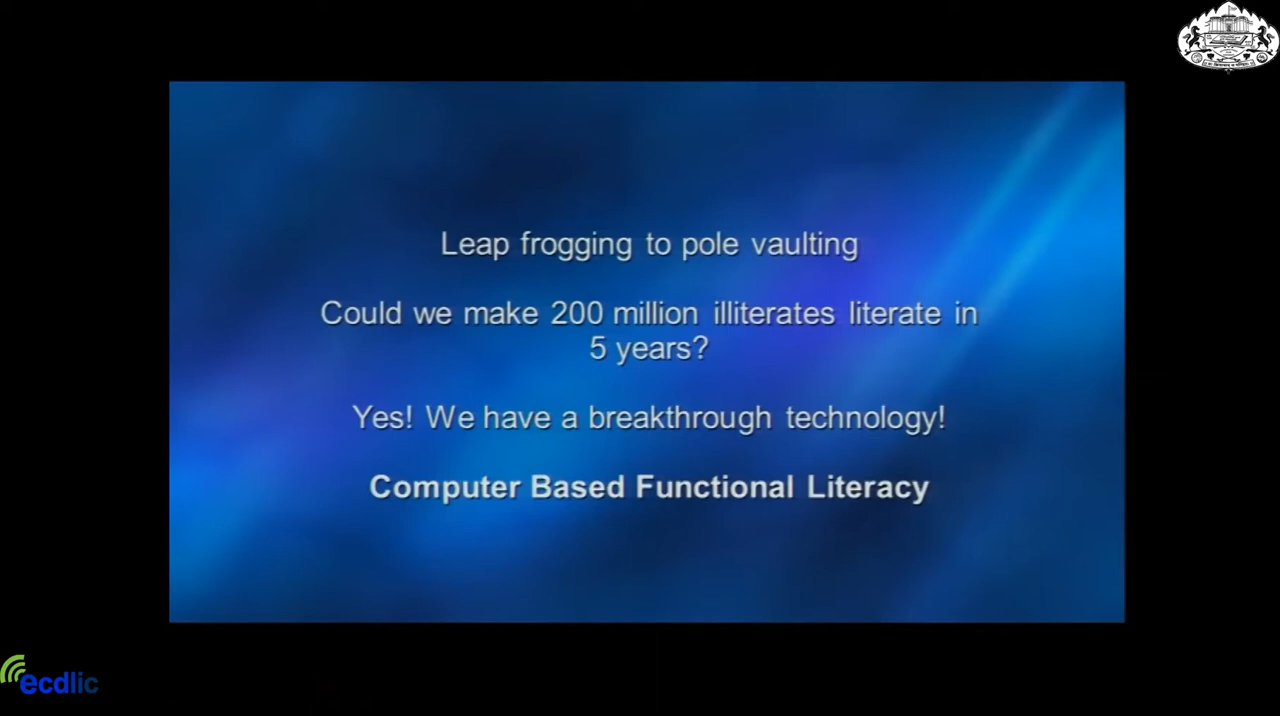 Leap frogging to pole vaulting
Could we make 200 million illiterates literate in
5 years?
Yes! We have a breakthrough technology!
Computer Based Functional Literacy
ecdlic